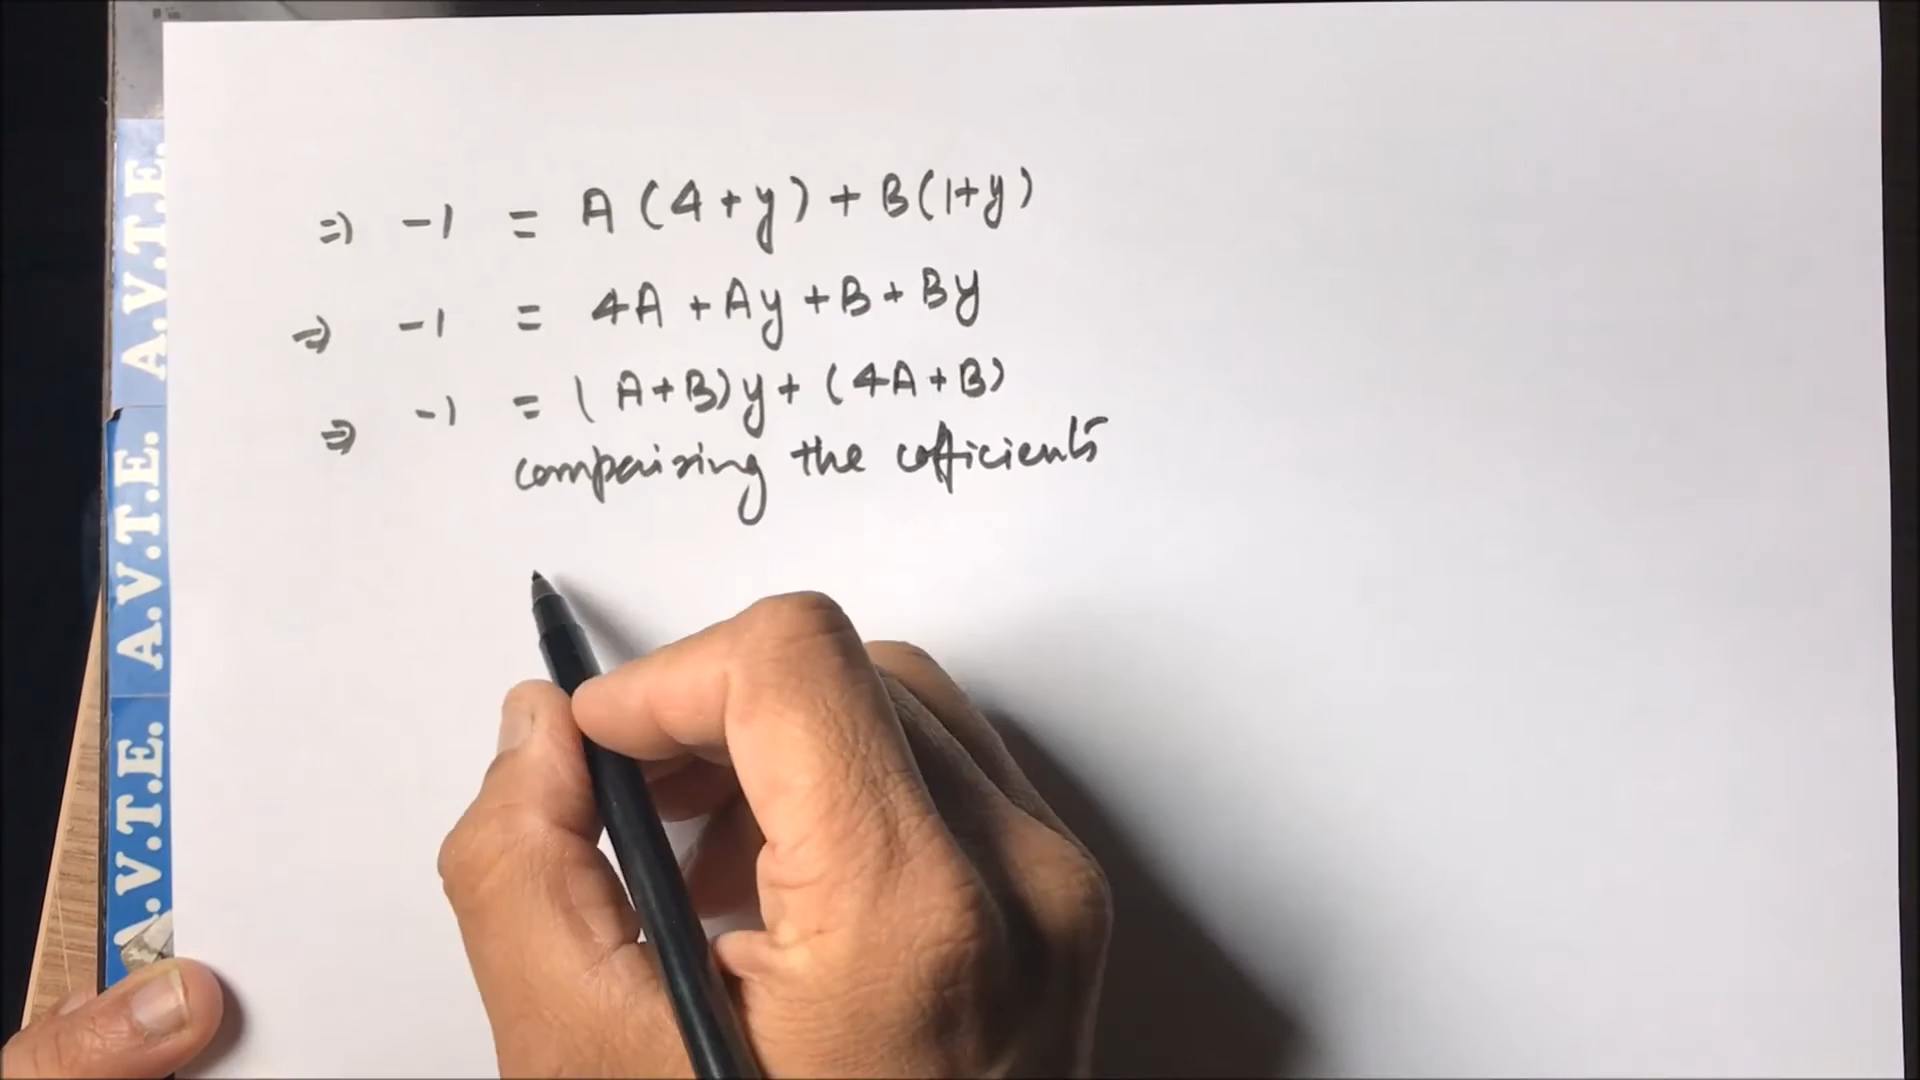 ⇒ -1 = A (4+y) + B(1+y)
⇒ -1 = 4A + Ay + B + By
⇒ -1 = (A+B)y + (4A+B)
compairing the cofficients
A.V.T.E.
A.V.T.E.
A.V.T.E.